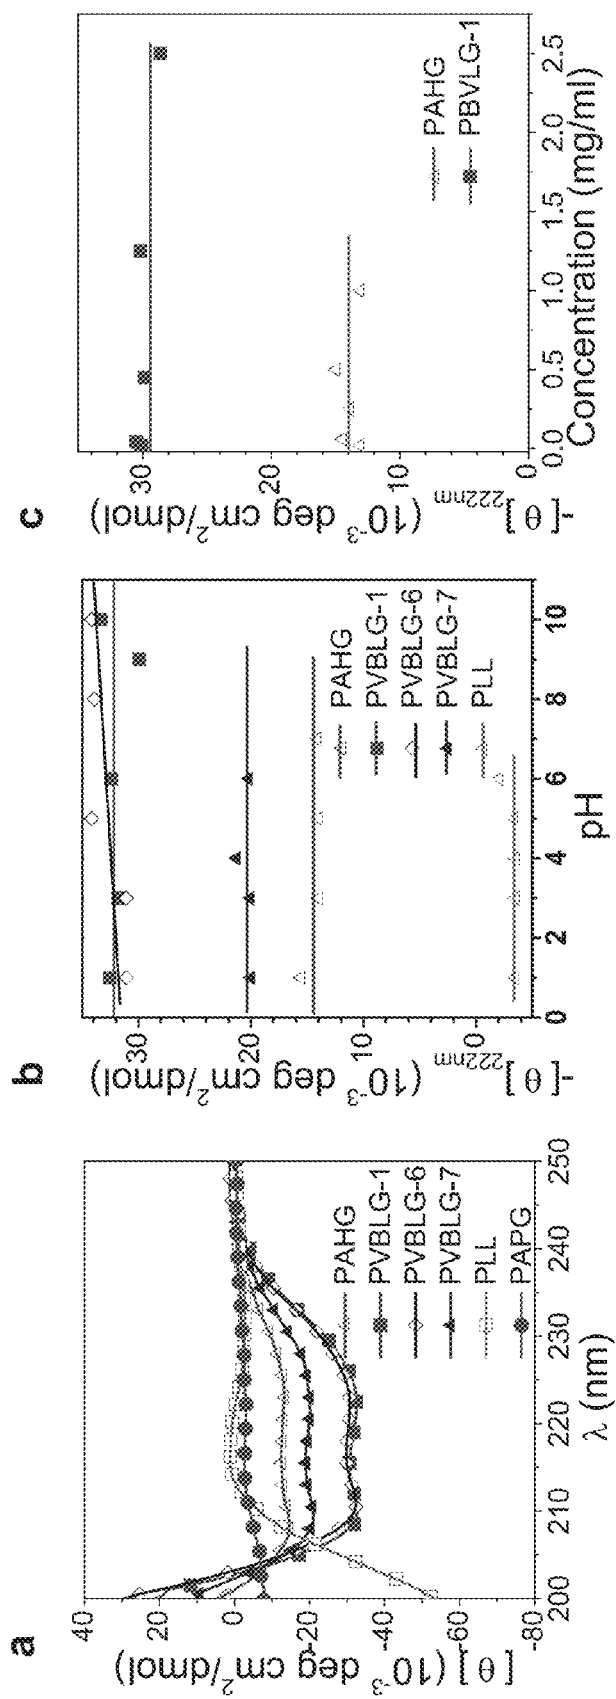 a
[θ] (10⁻³ deg cm²/dmol)
40
20
0
-20
-40
-60
-80
200
210
220
230
240
250
λ (nm)
PAHG
PVBLG-1
PVBLG-6
PVBLG-7
PLL
PAPG
b
-[θ]222nm (10⁻³ deg cm²/dmol)
30
20
10
0
0
2
4
6
8
10
pH
PAHG
PVBLG-1
PVBLG-6
PVBLG-7
PLL
c
-[θ]222nm (10⁻³ deg cm²/dmol)
30
20
10
0
0.0
0.5
1.0
1.5
2.0
2.5
Concentration (mg/ml)
PAHG
PBVLG-1